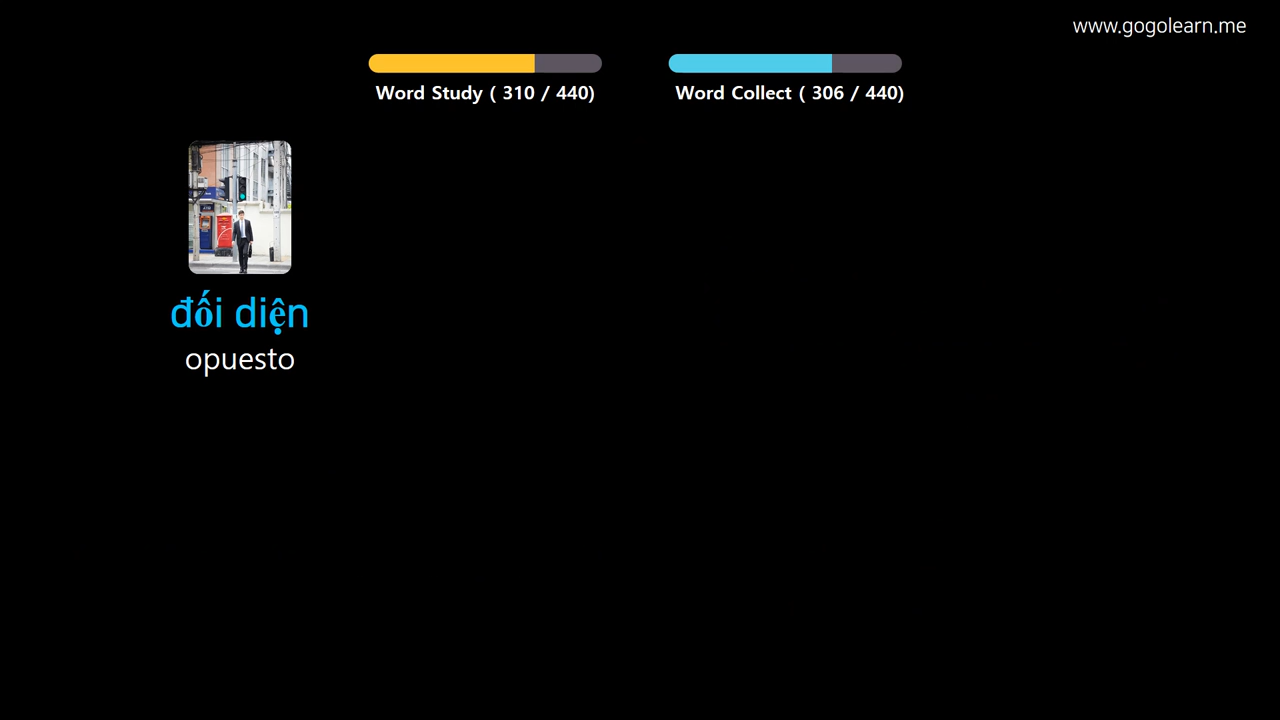 www.gogolearn.me
Word Study ( 310 / 440)
Word Collect ( 306 / 440)
đối diện
opuesto